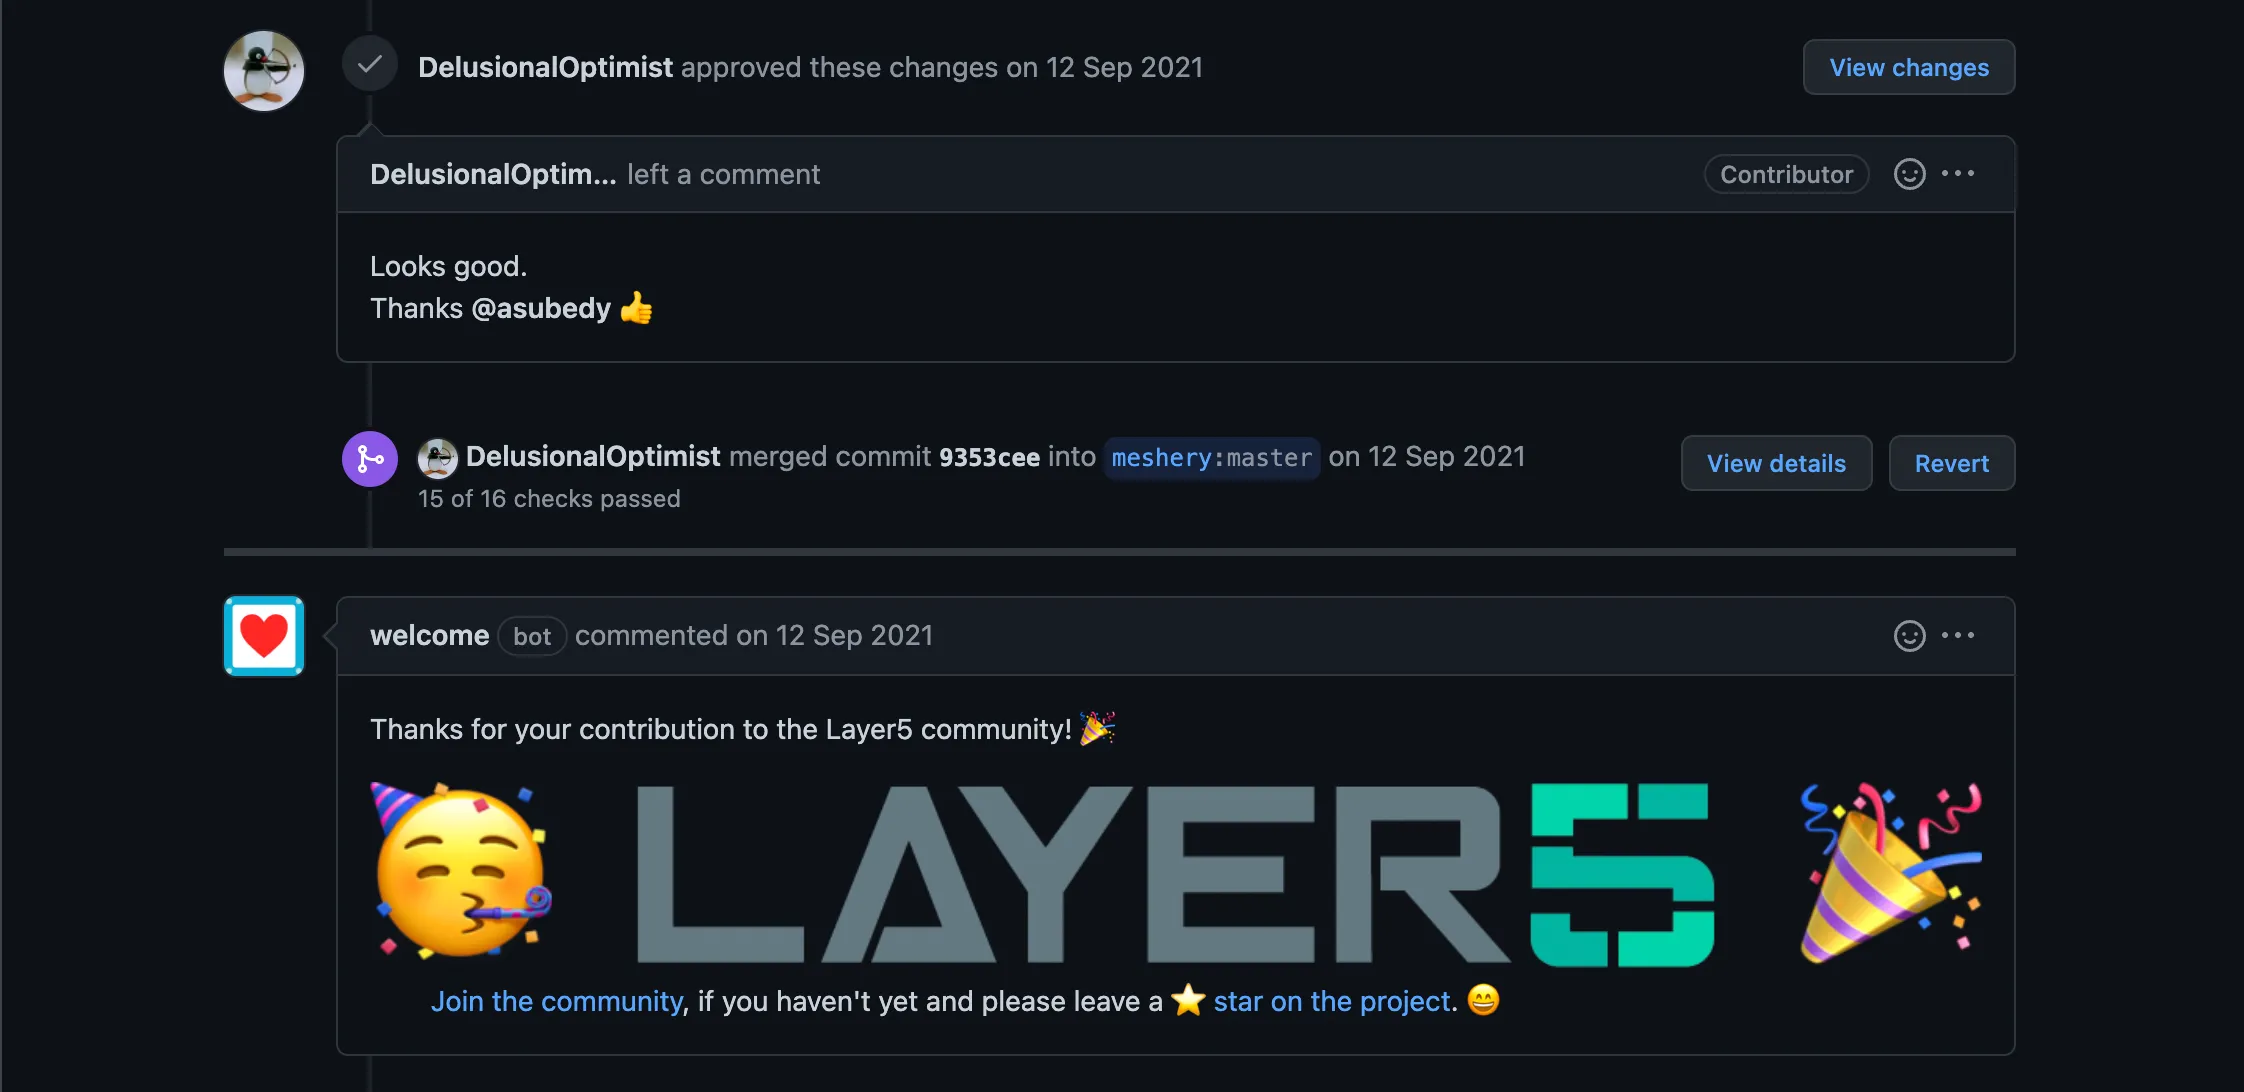 DelusionalOptimist approved these changes on 12 Sep 2021
View changes
DelusionalOptim... left a comment
Contributor
Looks good.
Thanks @asubedy 👍
DelusionalOptimist merged commit 9353cee into meshery:master on 12 Sep 2021
View details
Revert
15 of 16 checks passed
welcome bot commented on 12 Sep 2021
Thanks for your contribution to the Layer5 community! 🎉
LAYER5
Join the community, if you haven't yet and please leave a ⭐ star on the project. 😄